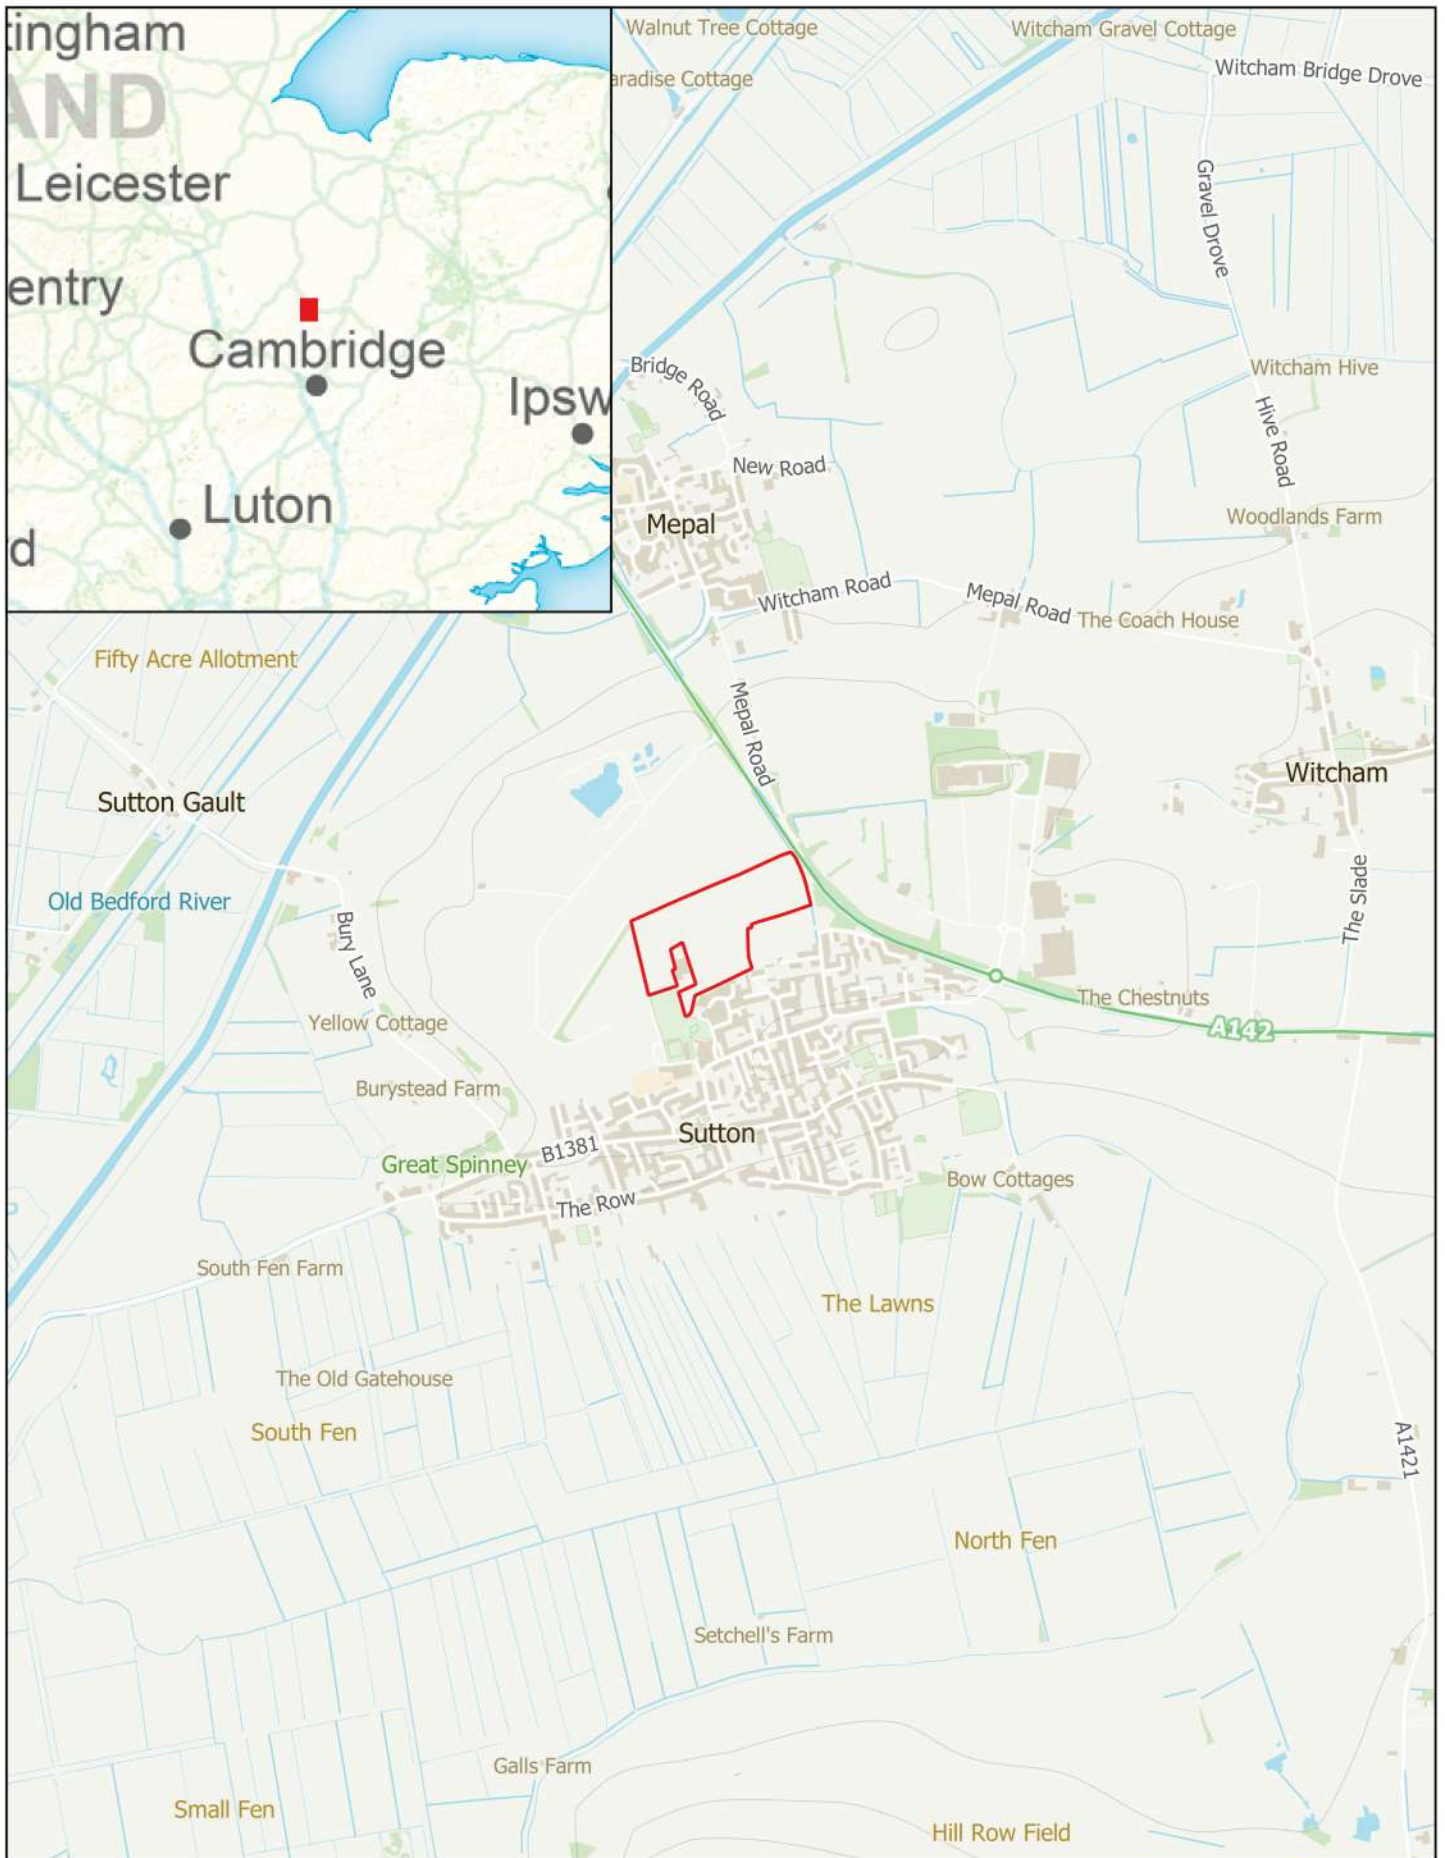 tingham
AND
Leicester
entry
Cambridge
Ipsw
Luton
d
Walnut Tree Cottage
Witcham Gravel Cottage
Witcham Bridge Drove
aradise Cottage
Gravel Drove
Bridge Road
Witcham Hive
Hive Road
New Road
Mepal
Woodlands Farm
Witcham Road
Mepal Road
The Coach House
Fifty Acre Allotment
Mepal Road
Witcham
Sutton Gault
Old Bedford River
The Slade
Bury Lane
The Chestnuts
Yellow Cottage
A142
Burystead Farm
Sutton
B1381
Great Spinney
Bow Cottages
The Row
South Fen Farm
The Lawns
The Old Gatehouse
South Fen
A1421
North Fen
Setchell's Farm
Galls Farm
Small Fen
Hill Row Field